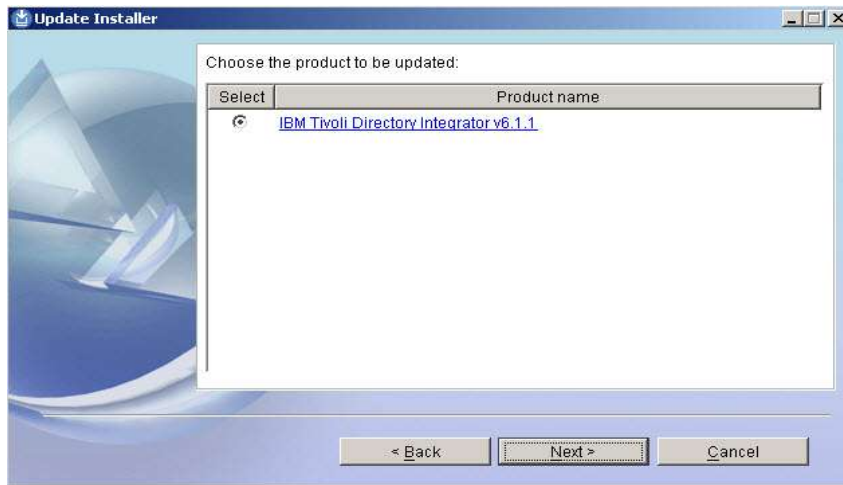 Update Installer
Choose the product to be updated:
Select Product name
IBM Tivoli Directory Integrator v6.1.1
< Back Next > Cancel